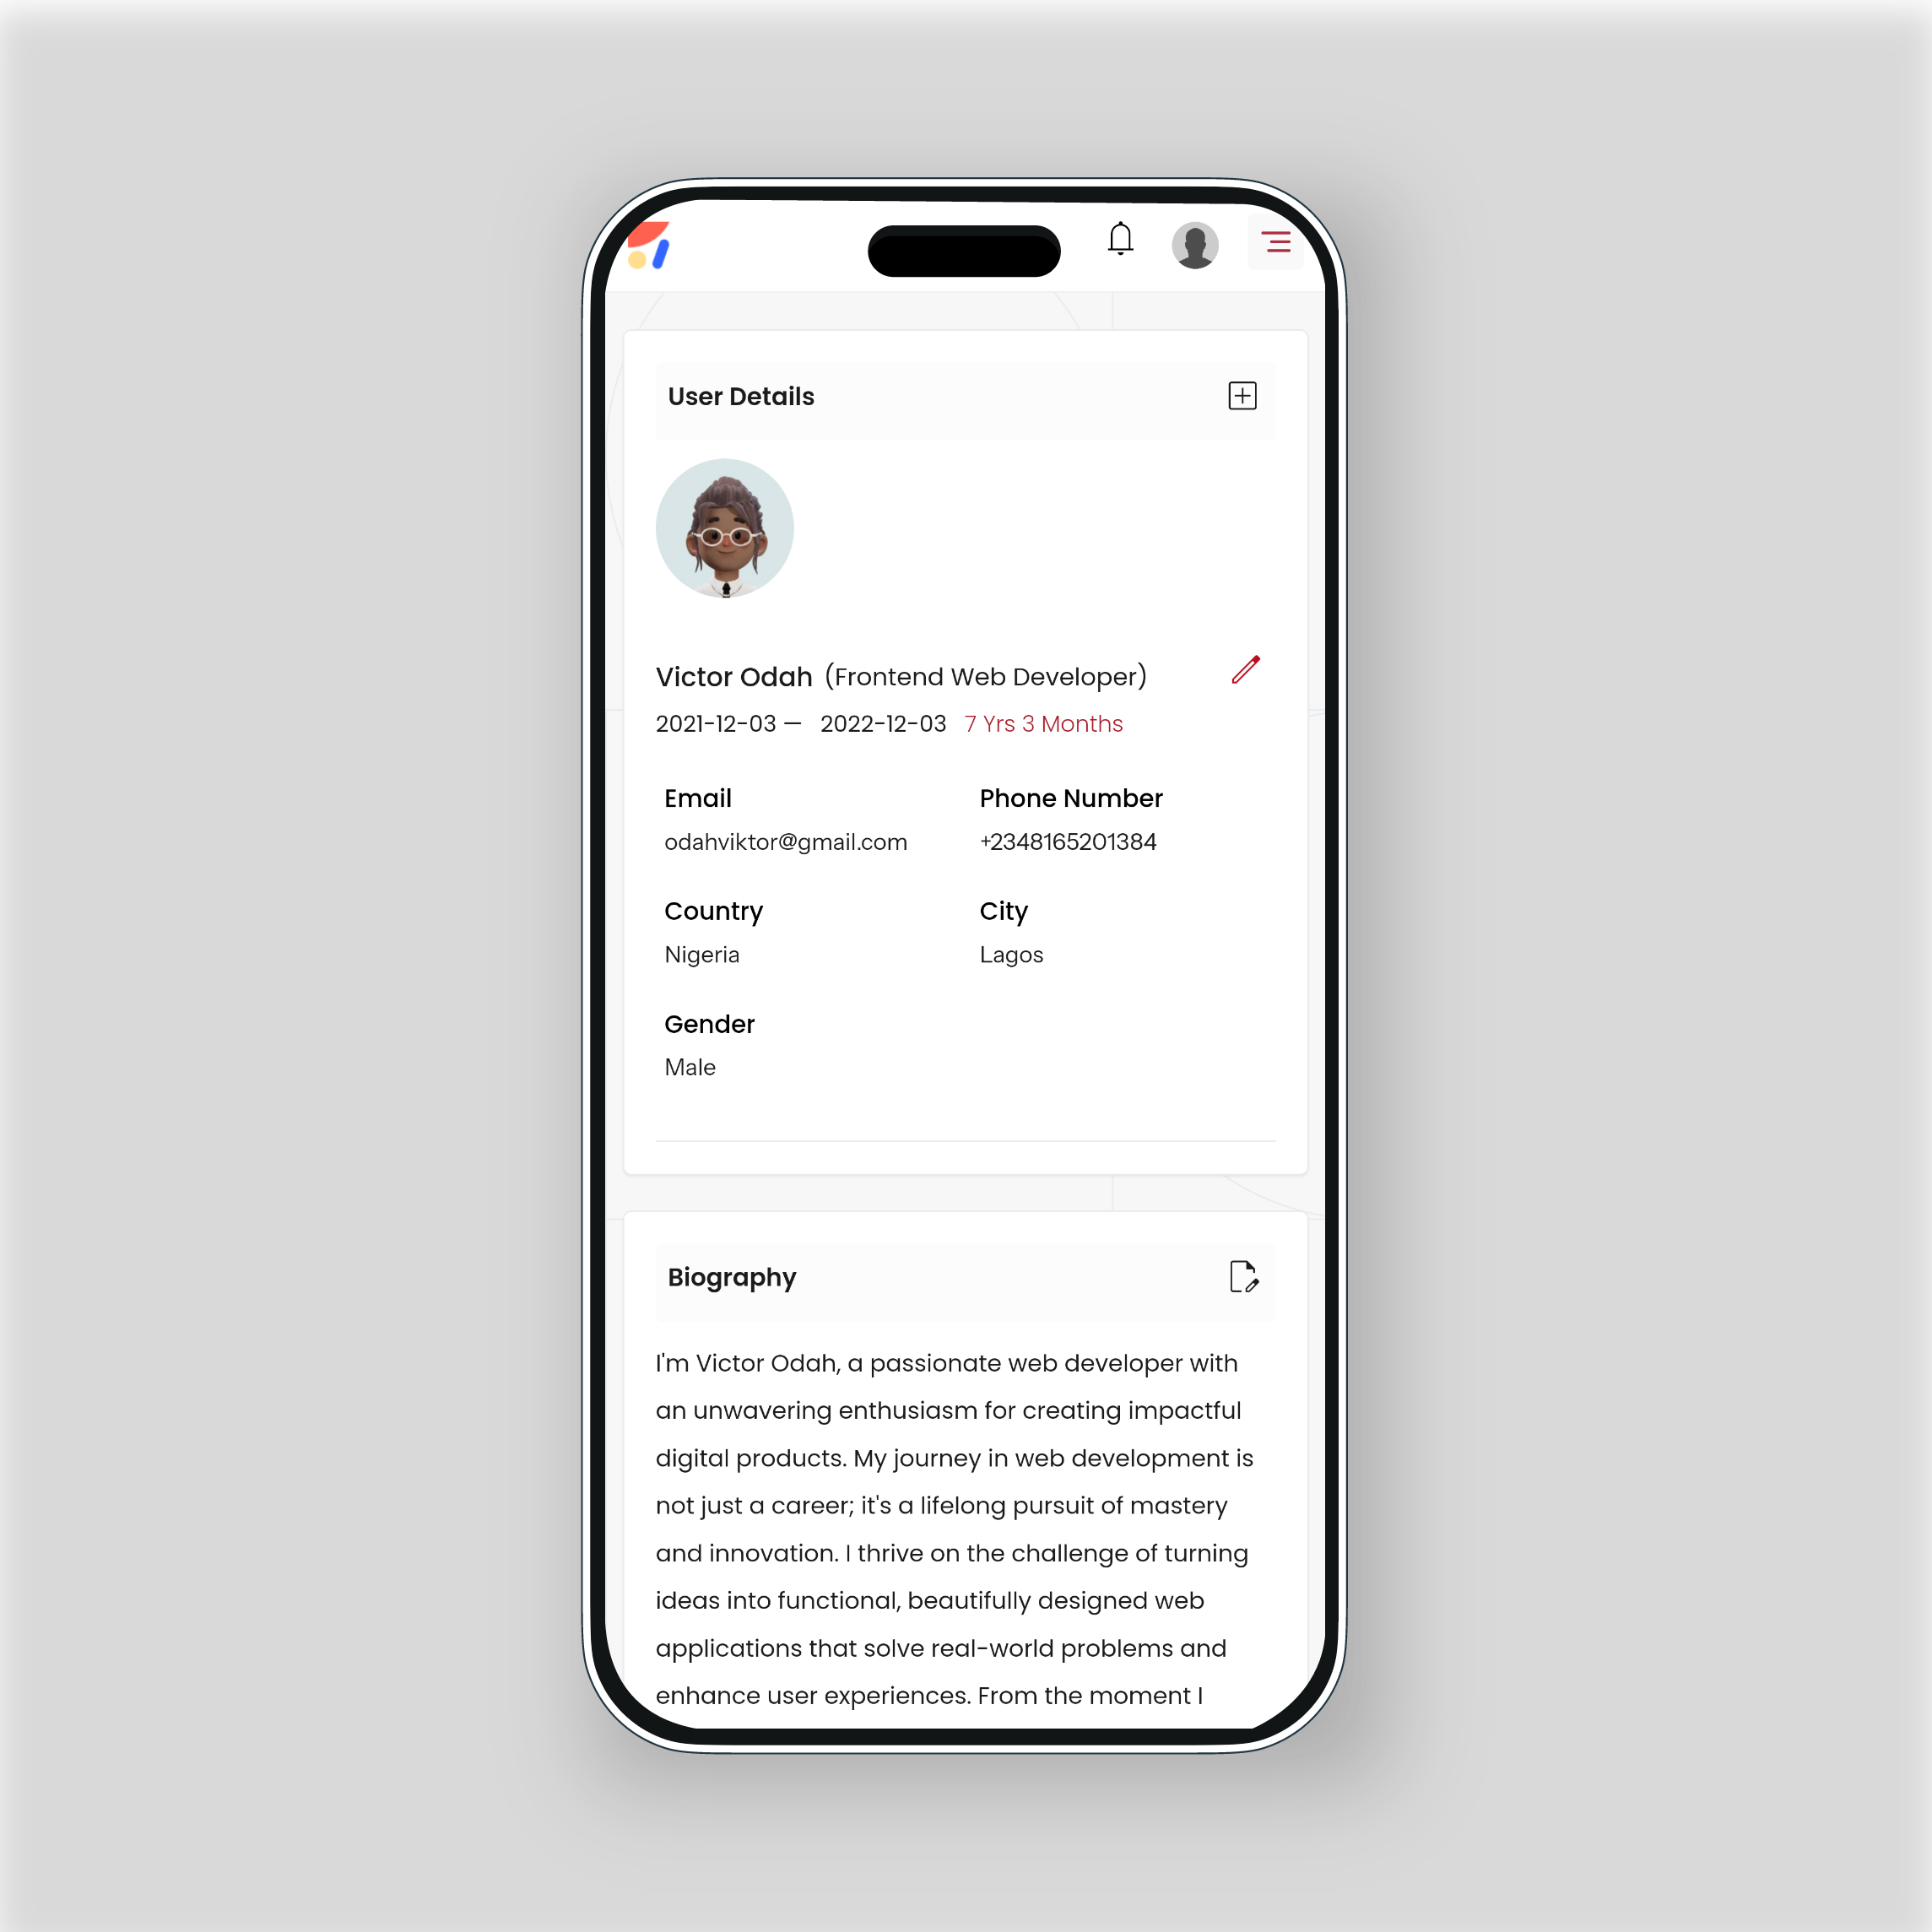 User Details
Victor Odah (Frontend Web Developer)
2021-12-03 — 2022-12-03 7 Yrs 3 Months
Email Phone Number
odahviktor@gmail.com +2348165201384
Country City
Nigeria Lagos
Gender
Male
Biography
I'm Victor Odah, a passionate web developer with
an unwavering enthusiasm for creating impactful
digital products. My journey in web development is
not just a career; it's a lifelong pursuit of mastery
and innovation. I thrive on the challenge of turning
ideas into functional, beautifully designed web
applications that solve real-world problems and
enhance user experiences. From the moment I